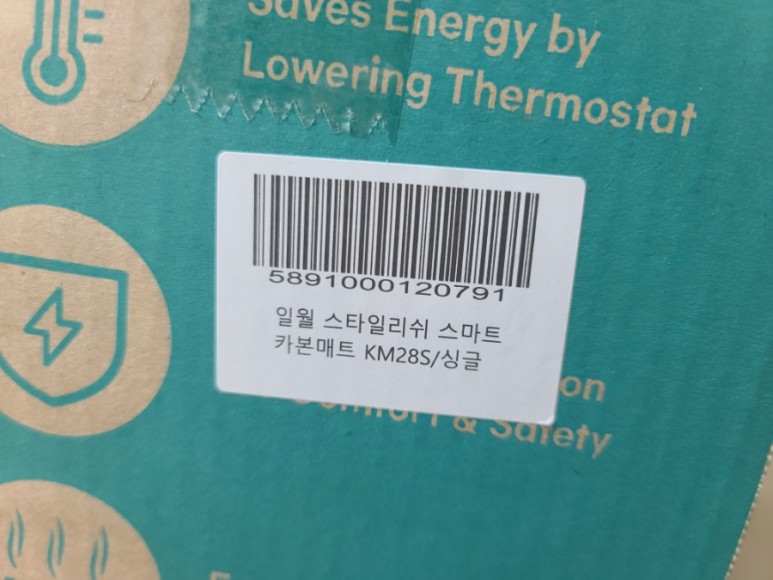 Saves Energy by
Lowering Thermostat
5891000120791
일월 스타일리쉬 스마트
카본매트 KM28S/싱글
on
Comfort & Safety